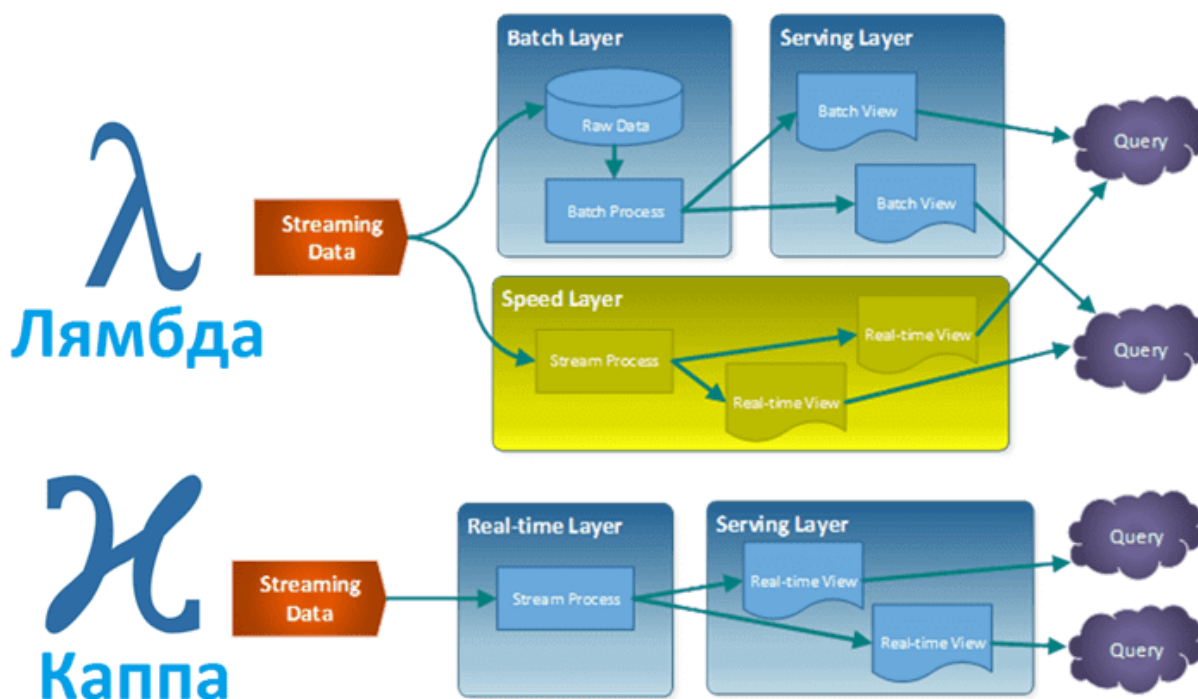 λ
Лямбда
Streaming
Data
Batch Layer
Raw Data
Batch Process
Serving Layer
Batch View
Batch View
Speed Layer
Stream Process
Real-time View
Real-time View
Query
Query
ϰ
Каппа
Streaming
Data
Real-time Layer
Stream Process
Serving Layer
Real-time View
Real-time View
Query
Query